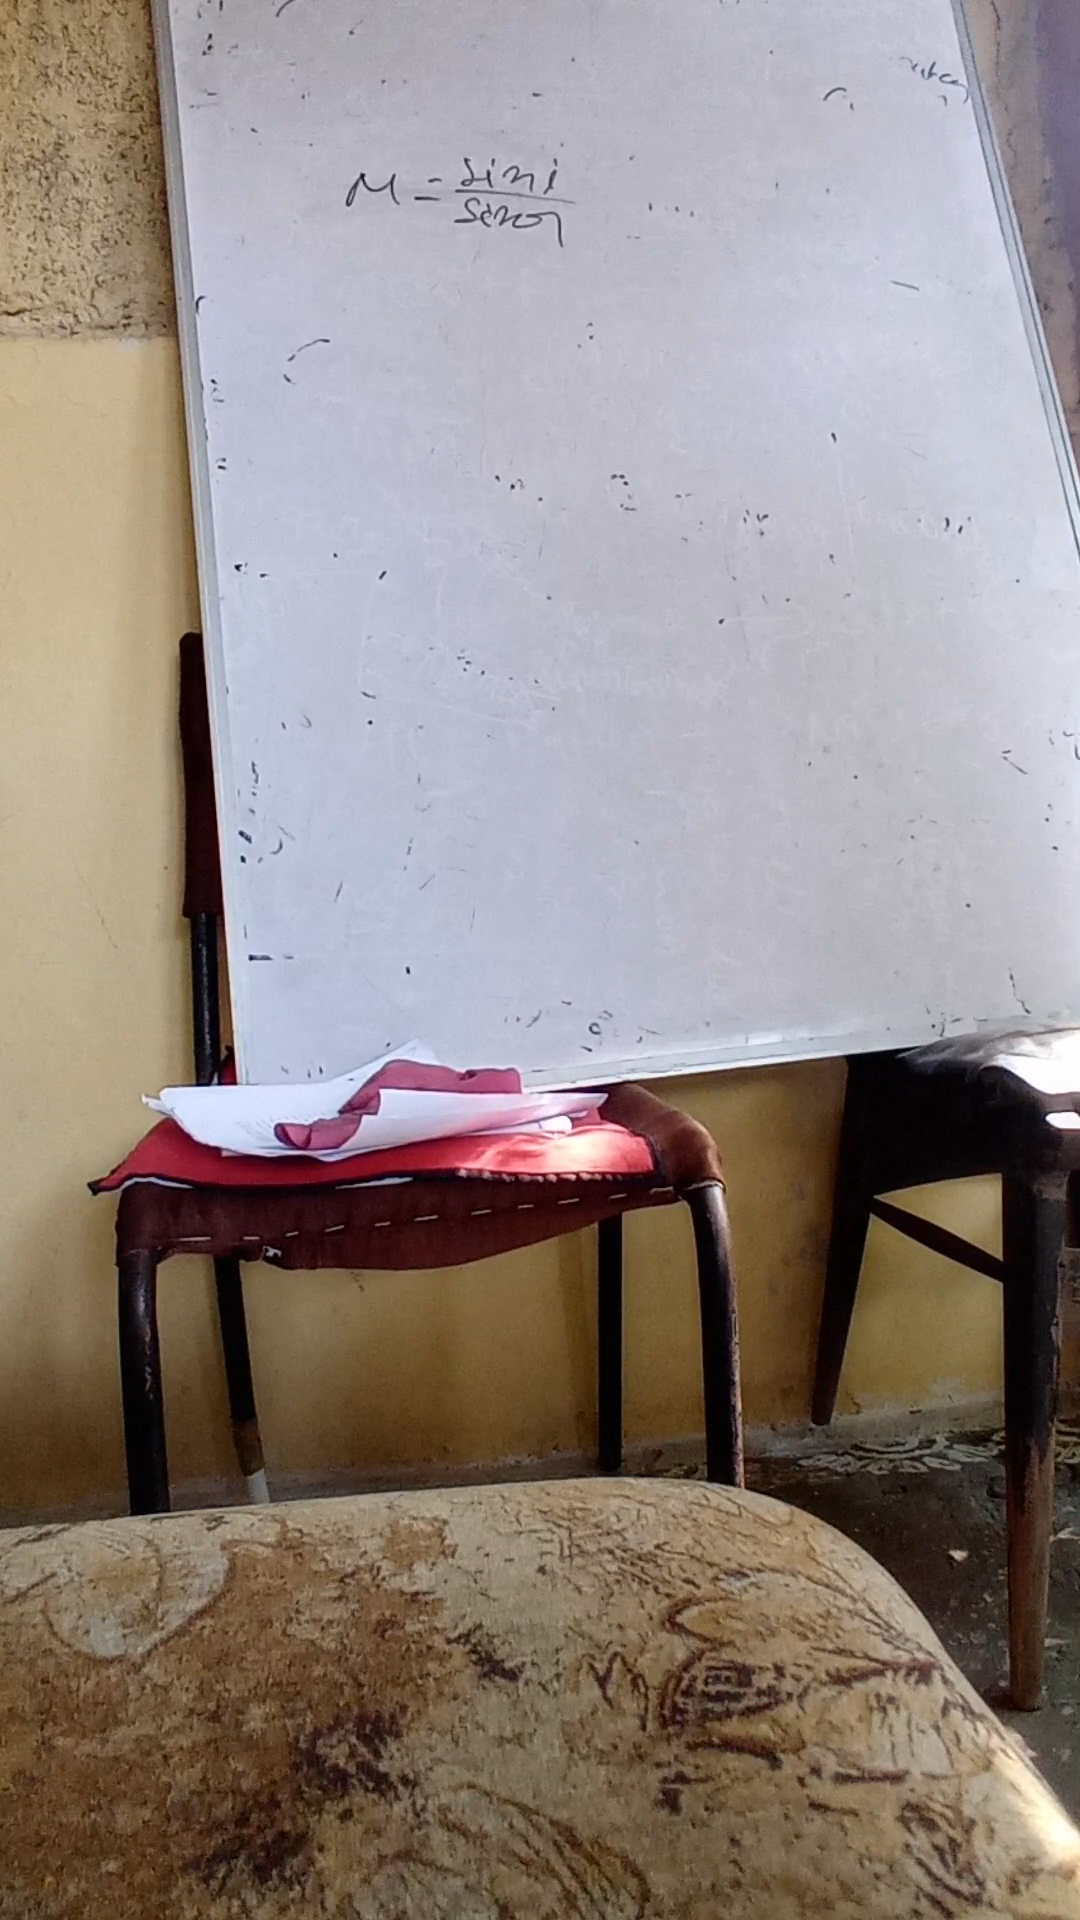 μ = sin i / sin r